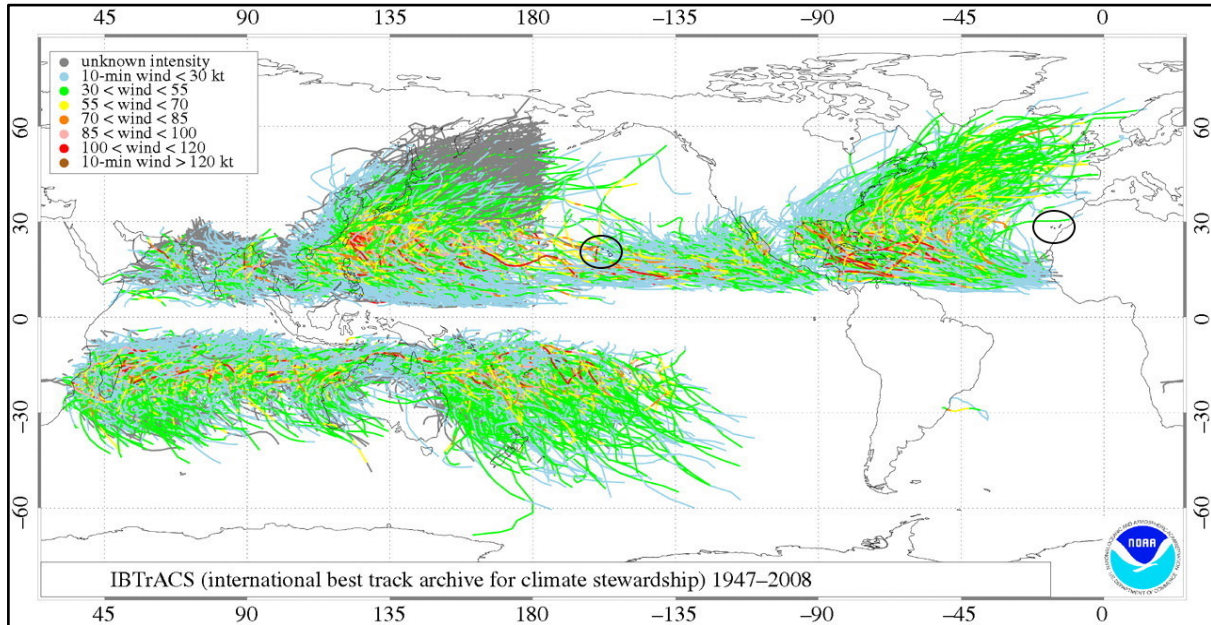 45 90 135 180 −135 −90 −45 0
unknown intensity
10-min wind < 30 kt
30 < wind < 55
55 < wind < 70
70 < wind < 85
85 < wind < 100
100 < wind < 120
10-min wind > 120 kt
60 60
30 30
0 0
−30 −30
−60 −60
NOAA
IBTrACS (international best track archive for climate stewardship) 1947–2008
45 90 135 180 −135 −90 −45 0